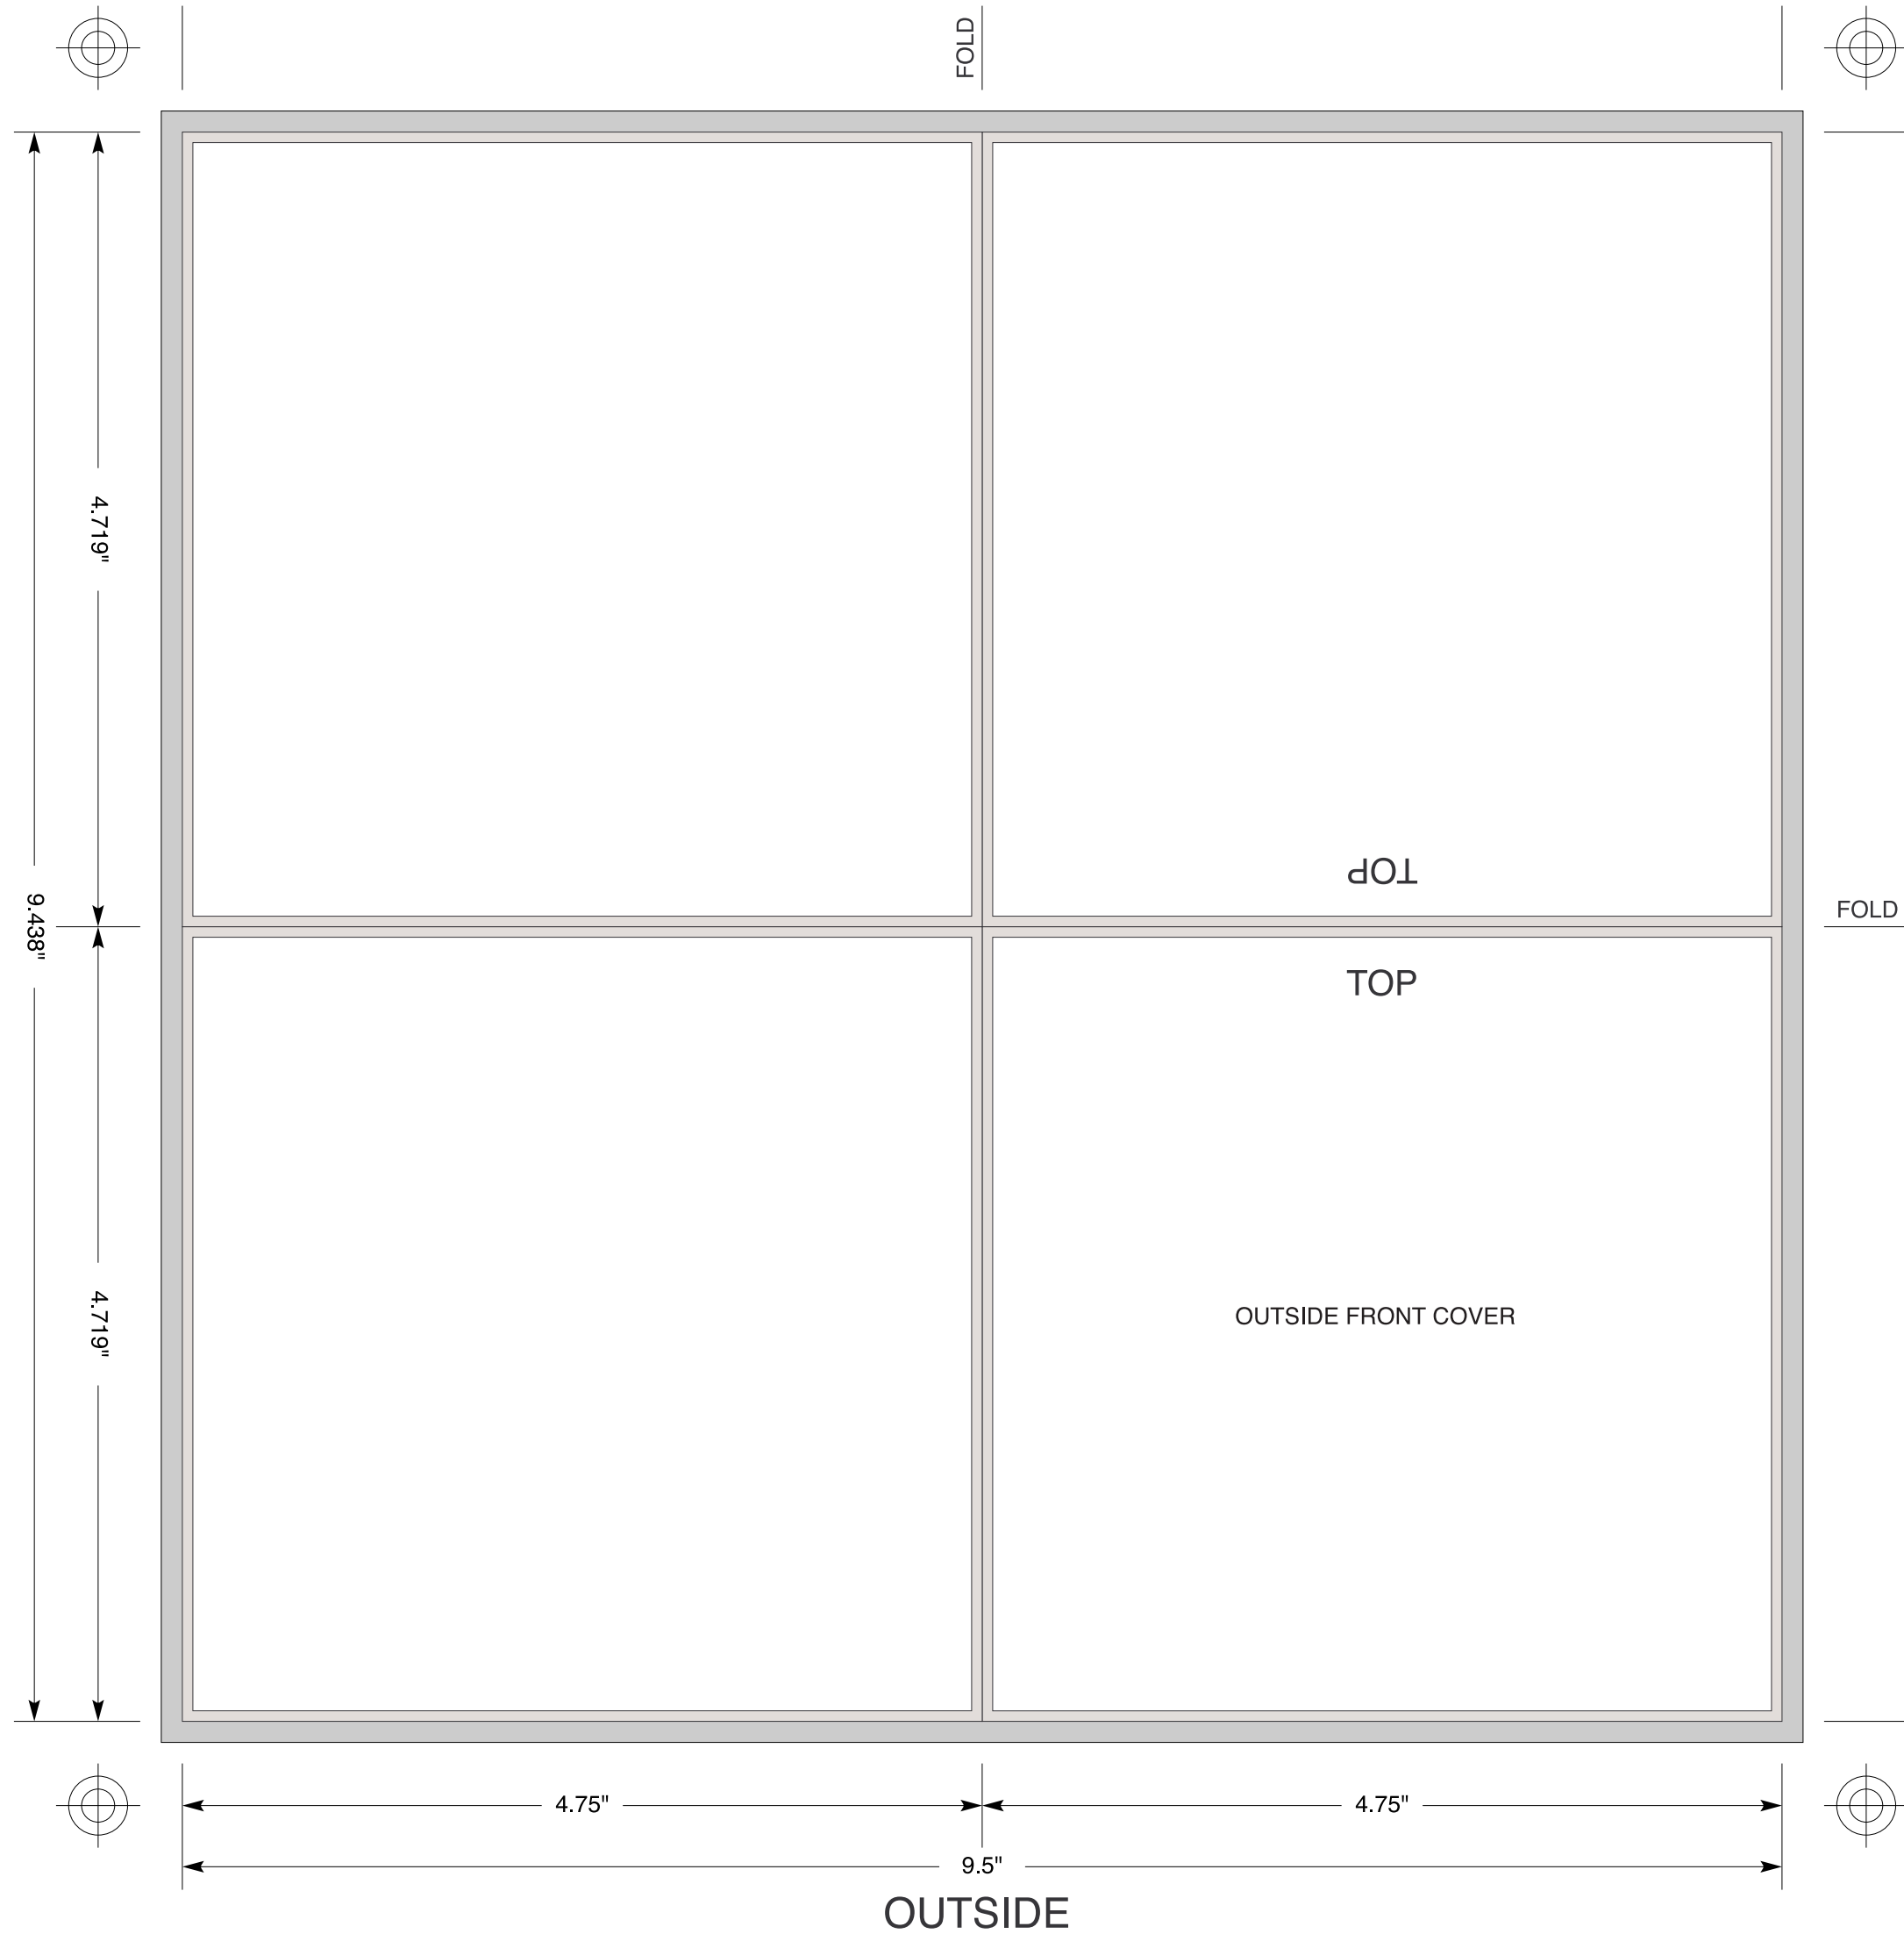 FOLD
4.719"
TOP
9.438"
FOLD
TOP
4.719"
OUTSIDE FRONT COVER
4.75"
4.75"
9.5"
OUTSIDE